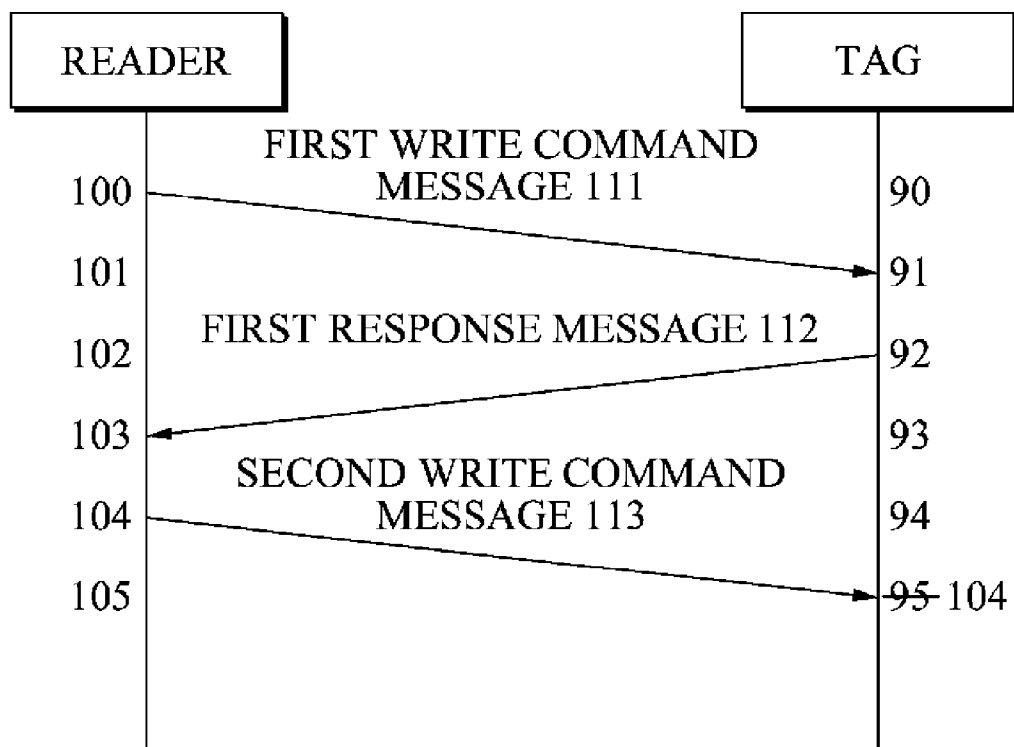 READER TAG
FIRST WRITE COMMAND
100 MESSAGE 111 90
101 91
FIRST RESPONSE MESSAGE 112
102 92
103 93
SECOND WRITE COMMAND
104 MESSAGE 113 94
105 95 104